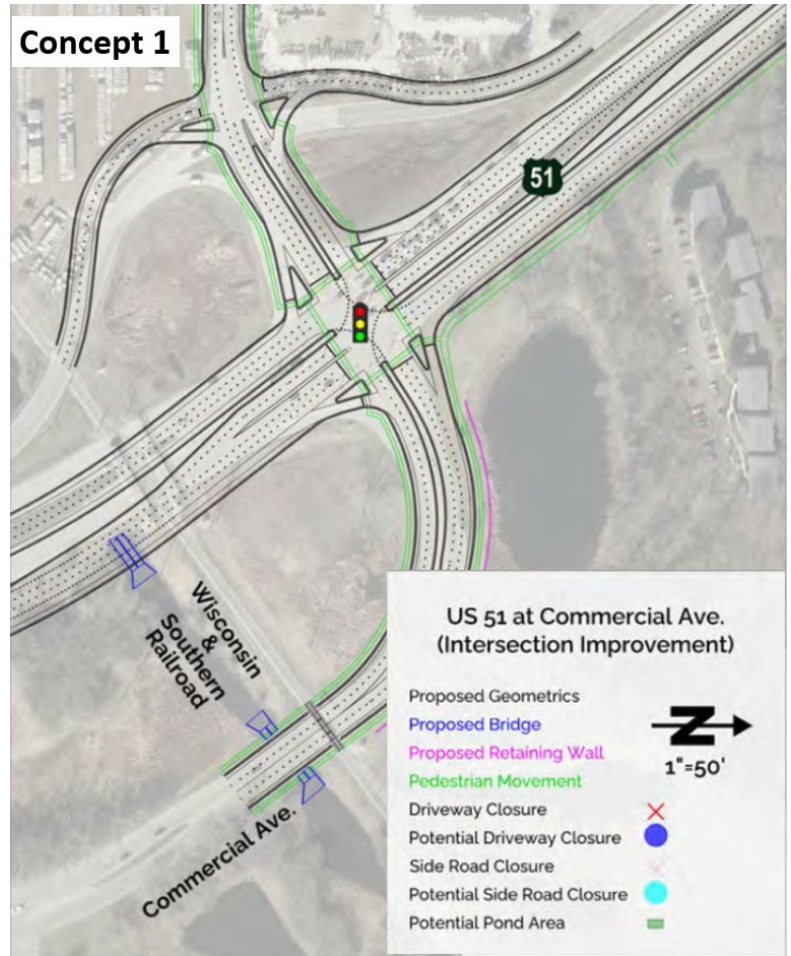 Concept 1
51
Wisconsin
&
Southern
Railroad
Commercial Ave.
US 51 at Commercial Ave.
(Intersection Improvement)
Proposed Geometrics
Proposed Bridge
Proposed Retaining Wall
Pedestrian Movement
Driveway Closure
Potential Driveway Closure
Side Road Closure
Potential Side Road Closure
Potential Pond Area
N
1"=50'